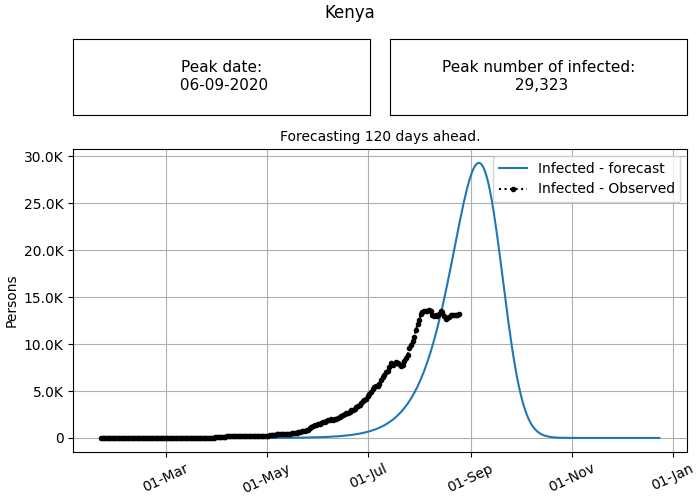 Kenya
Peak date:
06-09-2020
Peak number of infected:
29,323
Forecasting 120 days ahead.
30.0K
25.0K
20.0K
15.0K
10.0K
5.0K
0
Persons
Infected - forecast
Infected - Observed
01-Mar
01-May
01-Jul
01-Sep
01-Nov
01-Jan